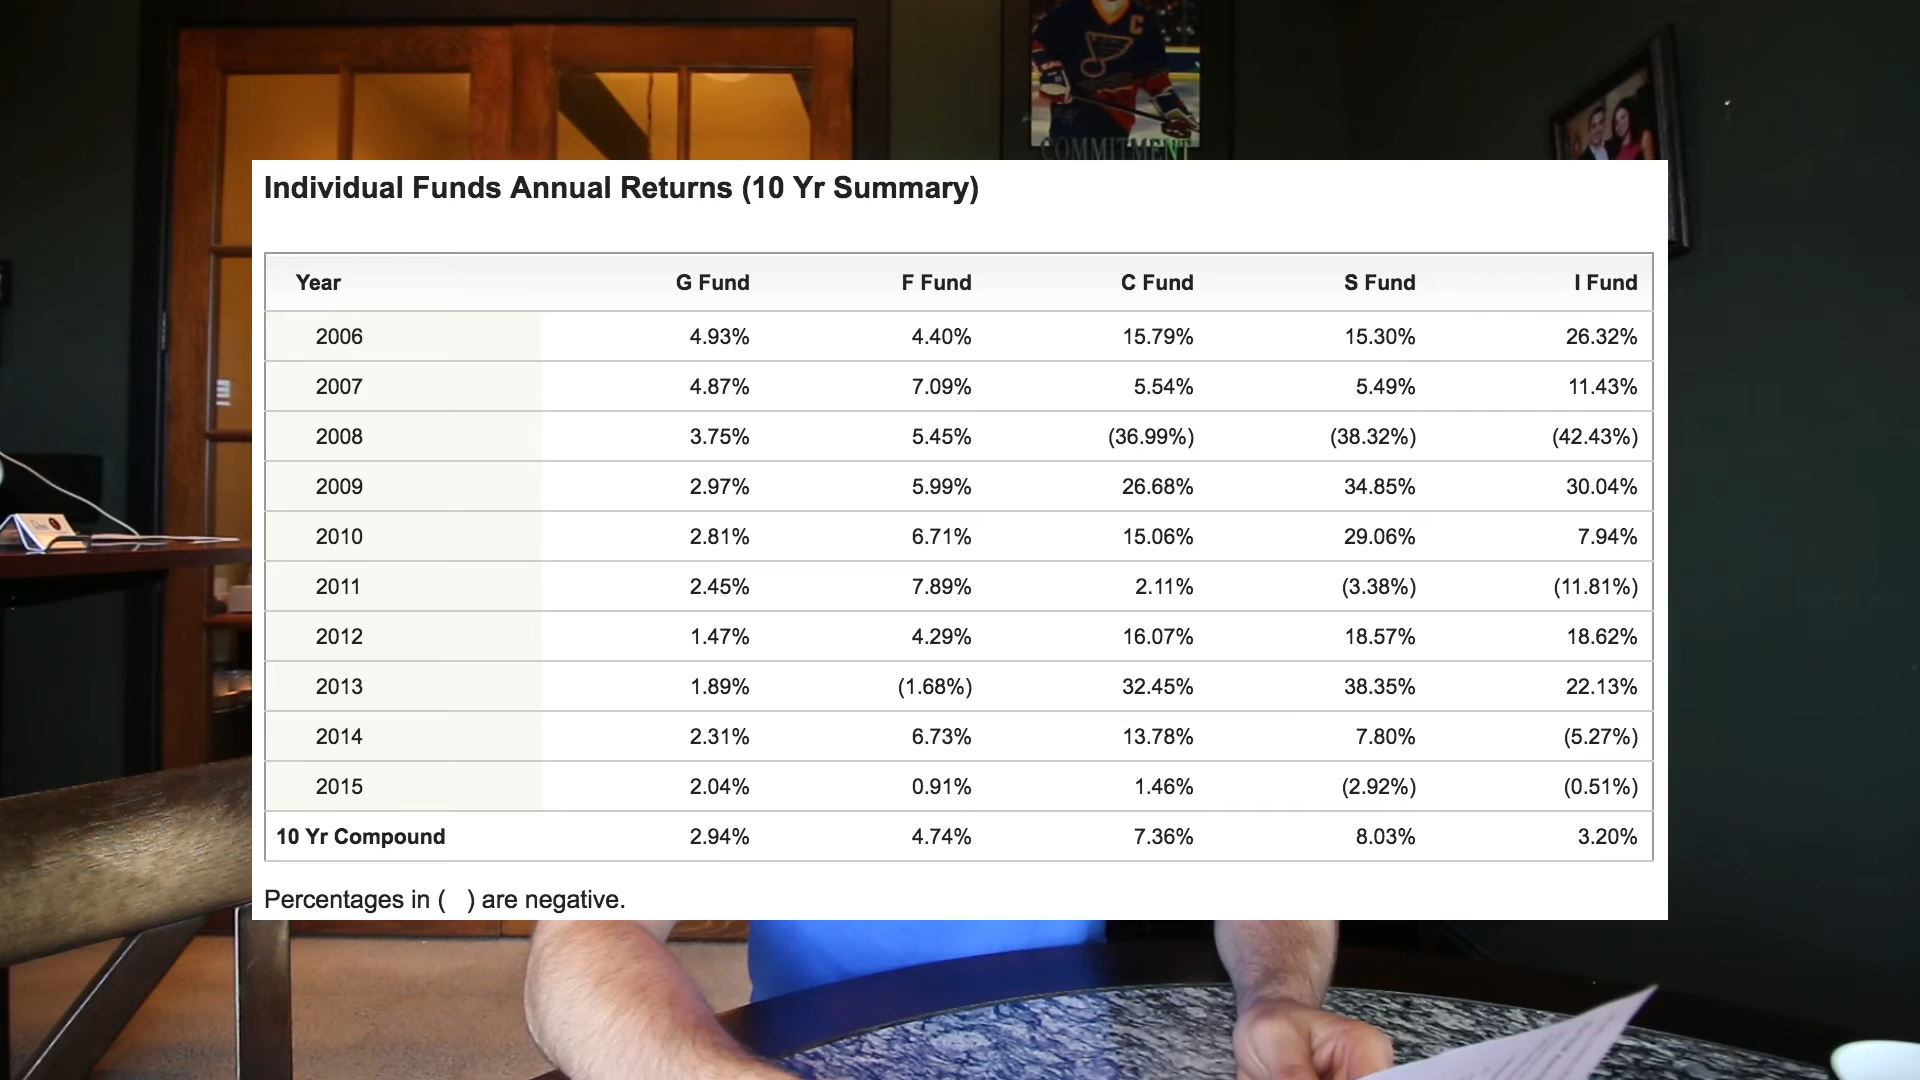 C
COMMITMENT
Individual Funds Annual Returns (10 Yr Summary)
Year G Fund F Fund C Fund S Fund I Fund
2006 4.93% 4.40% 15.79% 15.30% 26.32%
2007 4.87% 7.09% 5.54% 5.49% 11.43%
2008 3.75% 5.45% (36.99%) (38.32%) (42.43%)
2009 2.97% 5.99% 26.68% 34.85% 30.04%
2010 2.81% 6.71% 15.06% 29.06% 7.94%
2011 2.45% 7.89% 2.11% (3.38%) (11.81%)
2012 1.47% 4.29% 16.07% 18.57% 18.62%
2013 1.89% (1.68%) 32.45% 38.35% 22.13%
2014 2.31% 6.73% 13.78% 7.80% (5.27%)
2015 2.04% 0.91% 1.46% (2.92%) (0.51%)
10 Yr Compound 2.94% 4.74% 7.36% 8.03% 3.20%
Percentages in ( ) are negative.